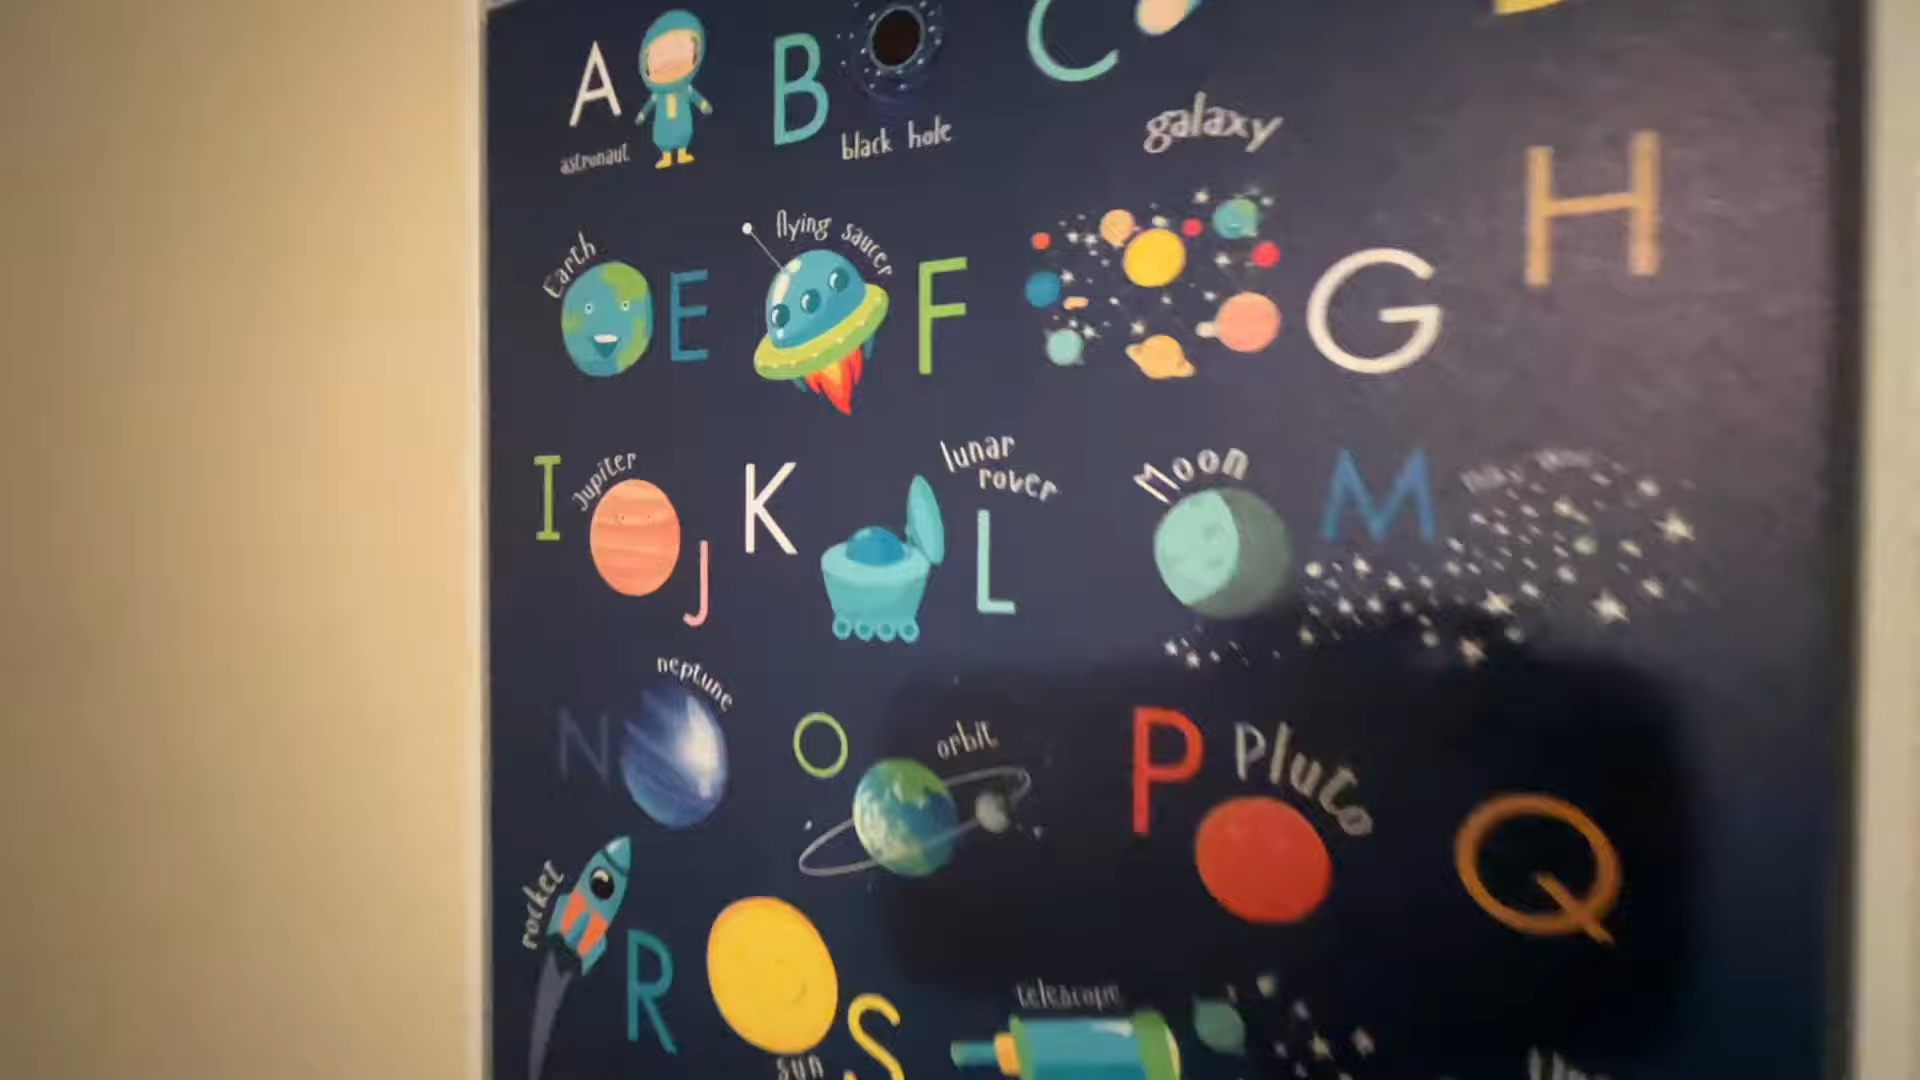 A
astronaut
B
black hole
C
galaxy
H
Earth
E
flying saucer
F
G
I
Jupiter
J
K
lunar
rover
L
Moon
M
N
neptune
O
orbit
P
Pluto
Q
rocket
R
sun
S
telescope